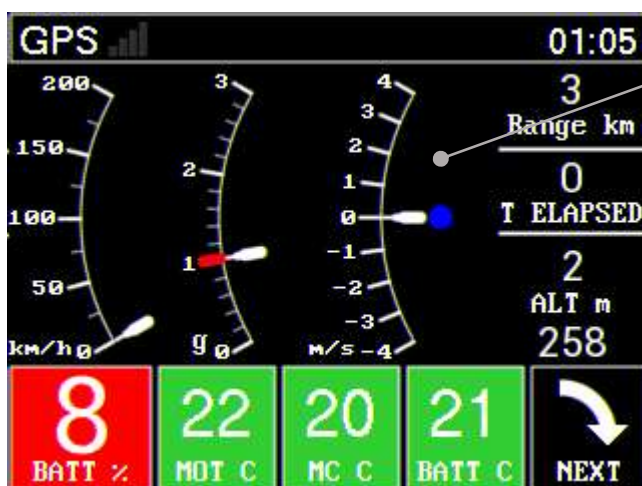 GPS 01:05
200 150 100 50 km/h 0
3 2 1 g 0
4 3 2 1 0 -1 -2 -3 m/s -4
3
Range km
0
T ELAPSED
2
ALT m
258
8
BATT %
22
MOT C
20
MC C
21
BATT C
NEXT